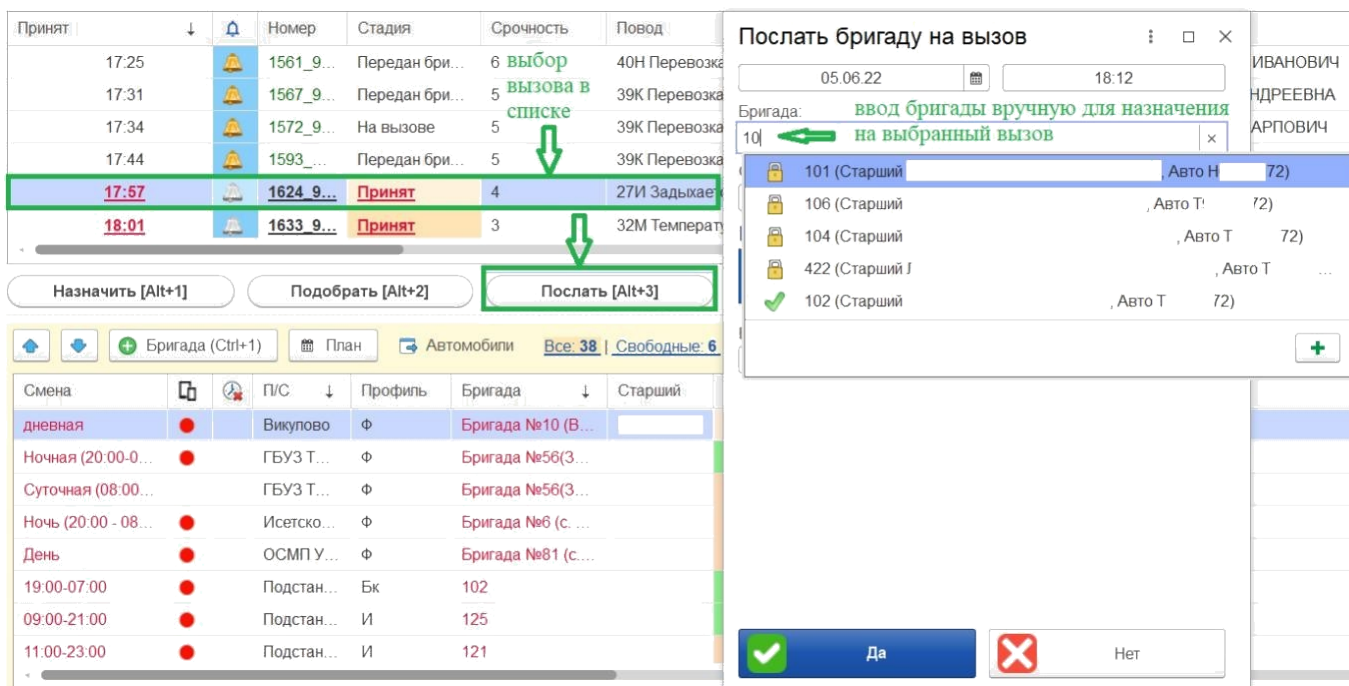 Принят ↓ Номер Стадия Срочность Повод
17:25 1561_9... Передан бри... 6 40Н Перевозка
17:31 1567_9... Передан бри... 5 39К Перевозка
17:34 1572_9... На вызове 5 39К Перевозка
17:44 1593_... Передан бри... 5 39К Перевозка
17:57 1624_9... Принят 4 27И Задыхает
18:01 1633_9... Принят 3 32М Температу
выбор
вызова в
списке
Назначить [Alt+1] Подобрать [Alt+2] Послать [Alt+3]
Бригада (Ctrl+1) План Автомобили Все: 38 | Свободные: 6
Смена П/С ↓ Профиль Бригада ↓ Старший
дневная Викулово Ф Бригада №10 (В...
Ночная (20:00-0... ГБУЗ Т... Ф Бригада №56(З...
Суточная (08:00... ГБУЗ Т... Ф Бригада №56(З...
Ночь (20:00 - 08... Исетско... Ф Бригада №6 (с. ...
День ОСМП У... Ф Бригада №81 (с....
19:00-07:00 Подстан... Бк 102
09:00-21:00 Подстан... И 125
11:00-23:00 Подстан... И 121
Послать бригаду на вызов
05.06.22 18:12
Бригада:
ввод бригады вручную для назначения
на выбранный вызов
10
101 (Старший , Авто Н 72)
106 (Старший , Авто Т 72)
104 (Старший , Авто Т 72)
422 (Старший , Авто Т ...
102 (Старший , Авто Т 72)
Да Нет
ИВАНОВИЧ
НДРЕЕВНА
АРПОВИЧ